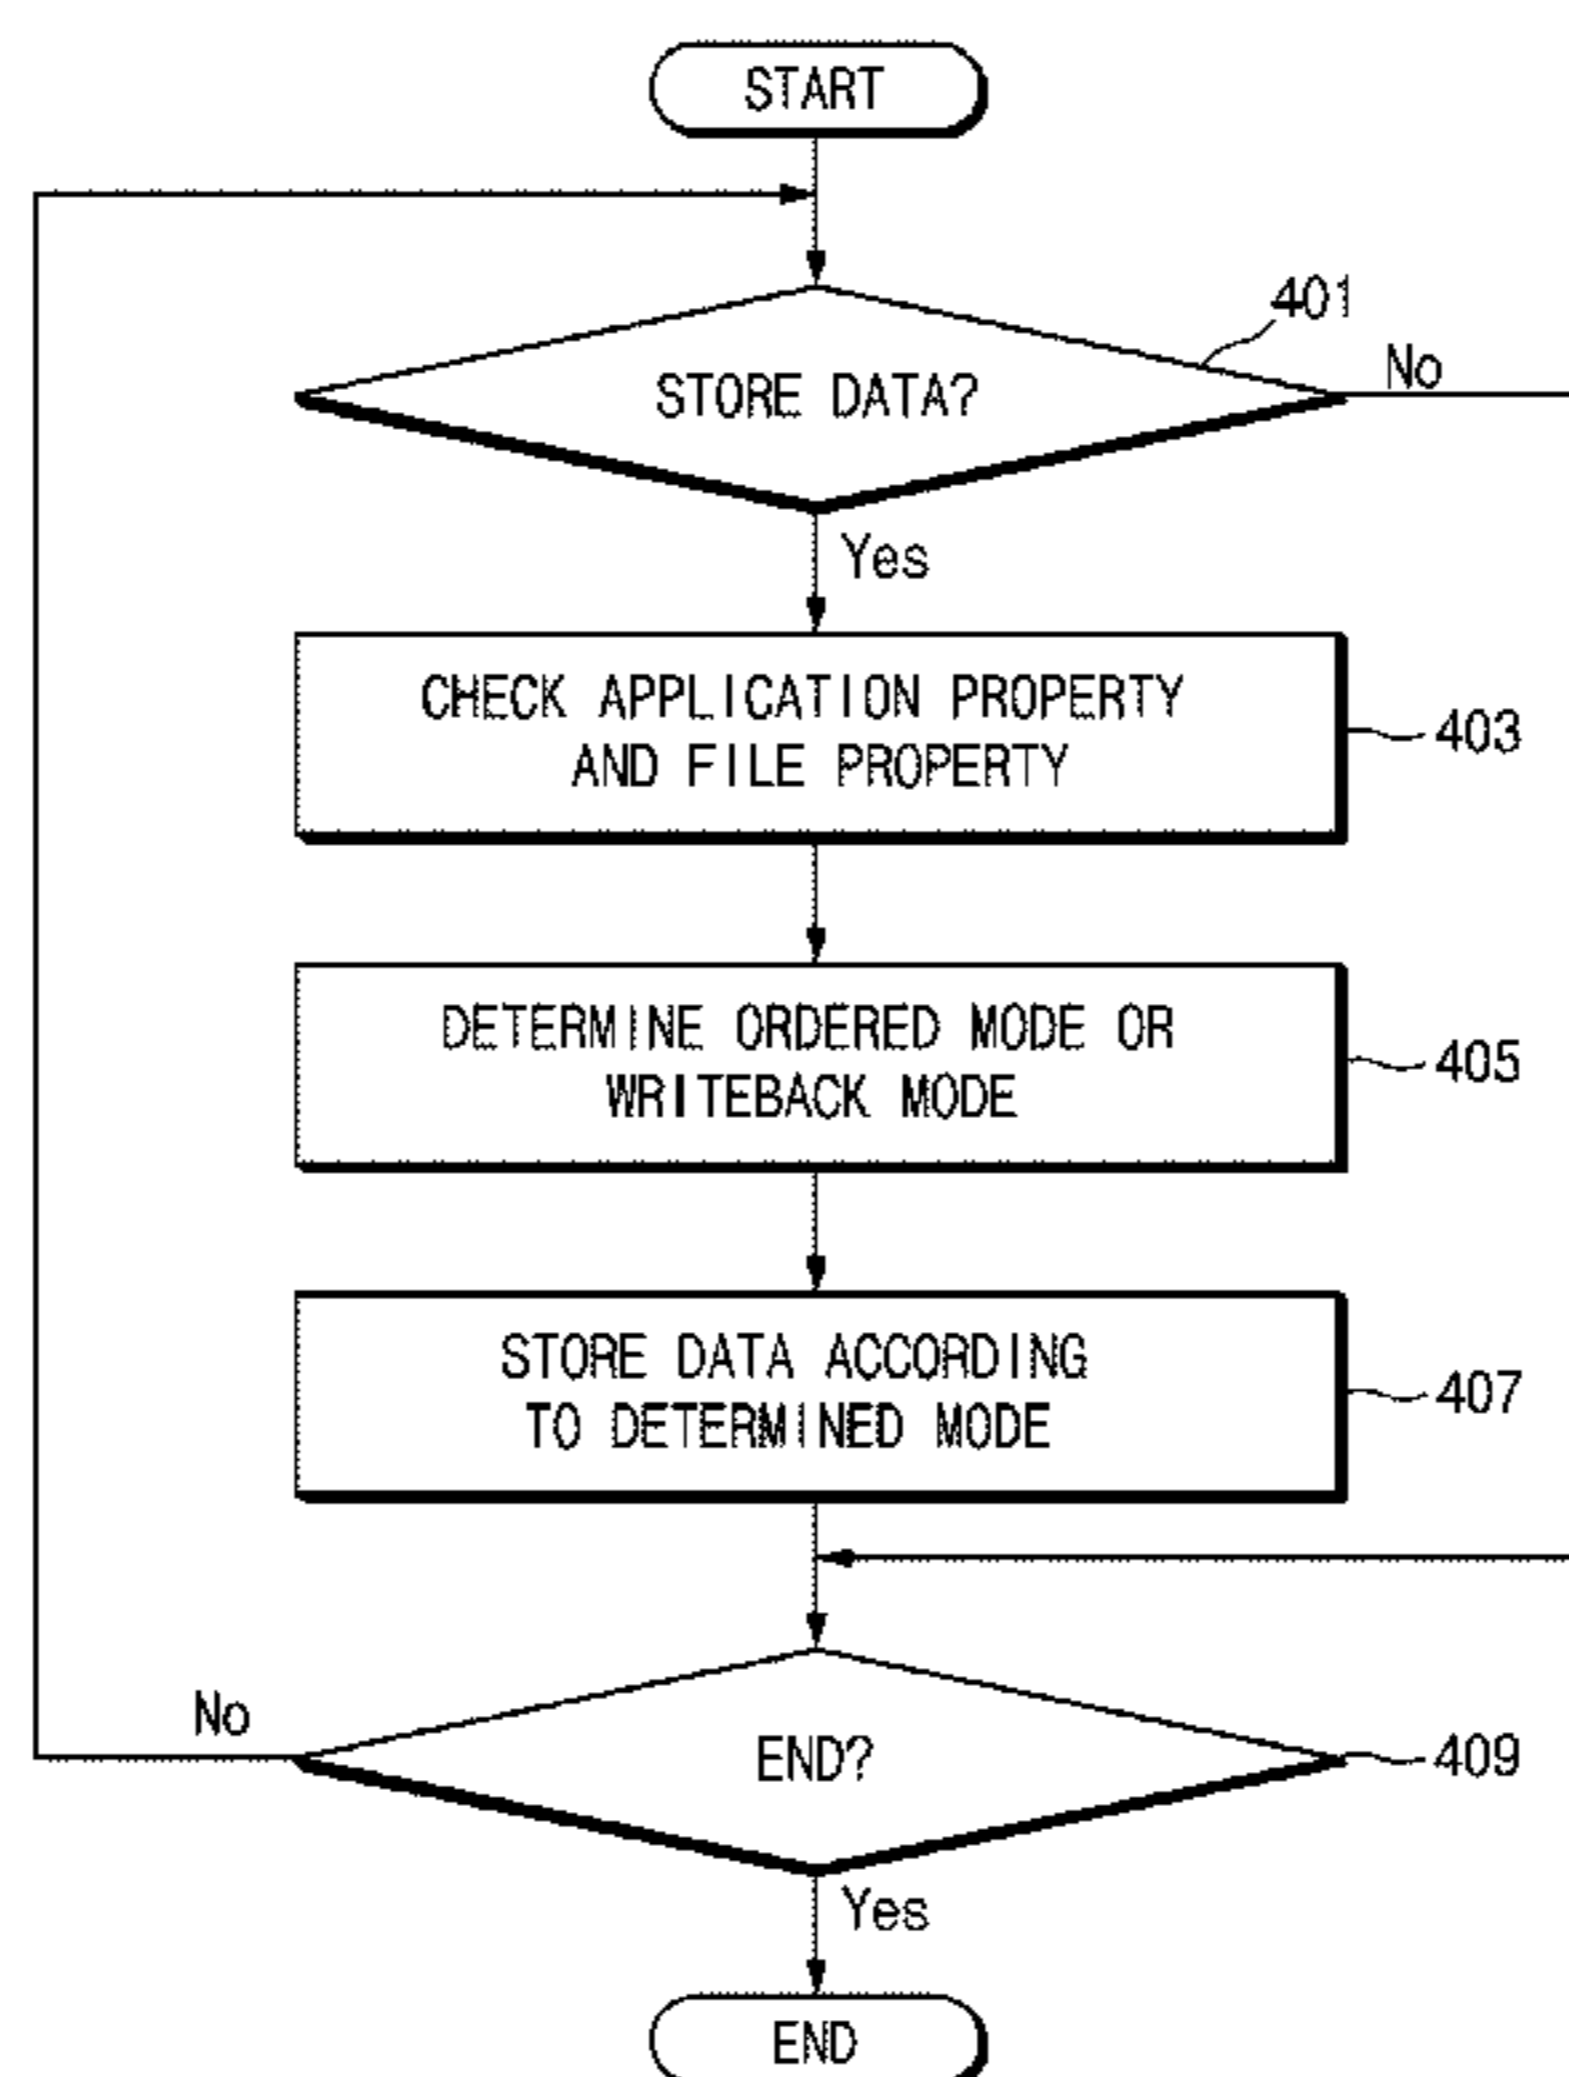 START
401
STORE DATA?
No
Yes
CHECK APPLICATION PROPERTY
AND FILE PROPERTY
403
DETERMINE ORDERED MODE OR
WRITEBACK MODE
405
STORE DATA ACCORDING
TO DETERMINED MODE
407
No
END?
409
Yes
END